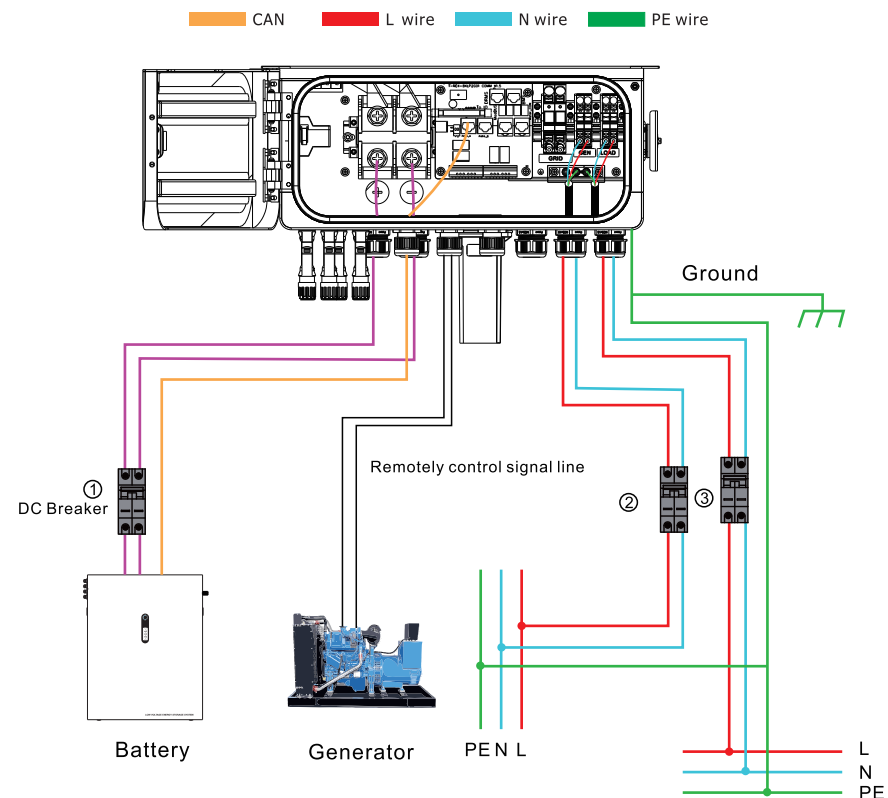 CAN
L wire
N wire
PE wire
GRID
GEN
LOAD
Ground
Remotely control signal line
①
DC Breaker
②
③
Battery
Generator
PE N L
L
N
PE